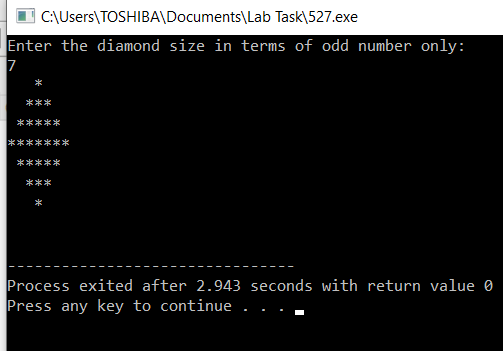 C:\Users\TOSHIBA\Documents\Lab Task\527.exe
Enter the diamond size in terms of odd number only:
7
   *
  ***
 *****
*******
 *****
  ***
   *
--------------------------------
Process exited after 2.943 seconds with return value 0
Press any key to continue . . .